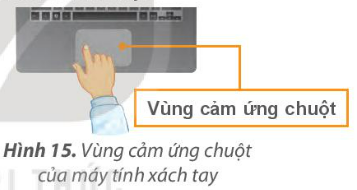 Vùng cảm ứng chuột
Hình 15. Vùng cảm ứng chuột
của máy tính xách tay